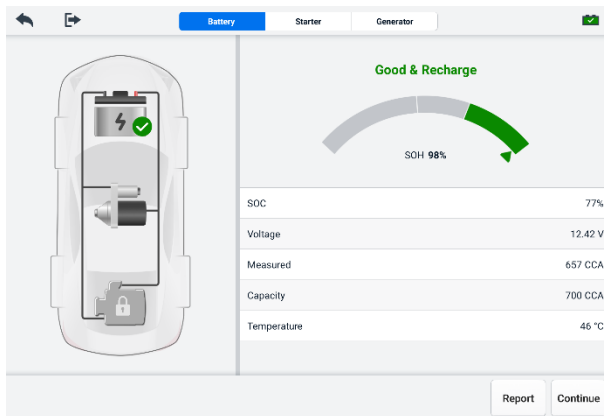 Battery Starter Generator
Good & Recharge
SOH 98%
SOC 77%
Voltage 12.42 V
Measured 657 CCA
Capacity 700 CCA
Temperature 46 °C
Report Continue